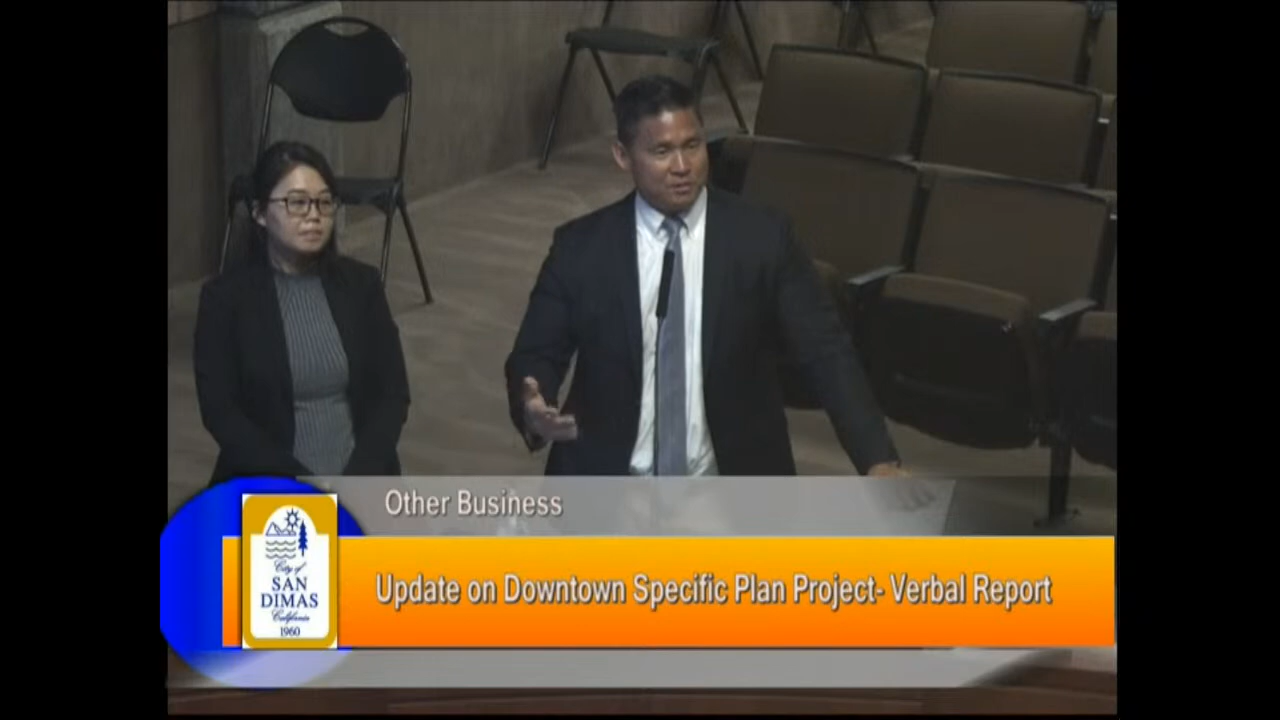 Other Business
Update on Downtown Specific Plan Project- Verbal Report
City of
SAN
DIMAS
California
1960